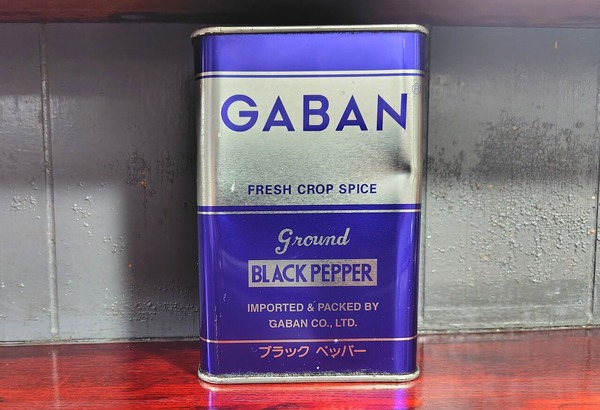 GABAN®
FRESH CROP SPICE
Ground
BLACK PEPPER
IMPORTED & PACKED BY
GABAN CO., LTD.
ブラック ペッパー